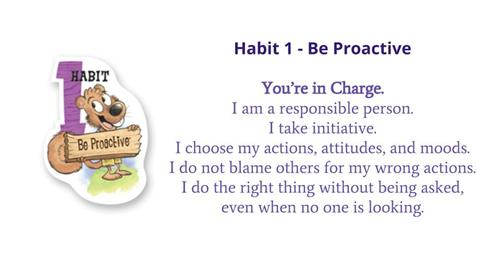 1
HABIT
Be Proactive
Habit 1 - Be Proactive
You're in Charge.
I am a responsible person.
I take initiative.
I choose my actions, attitudes, and moods.
I do not blame others for my wrong actions.
I do the right thing without being asked,
even when no one is looking.